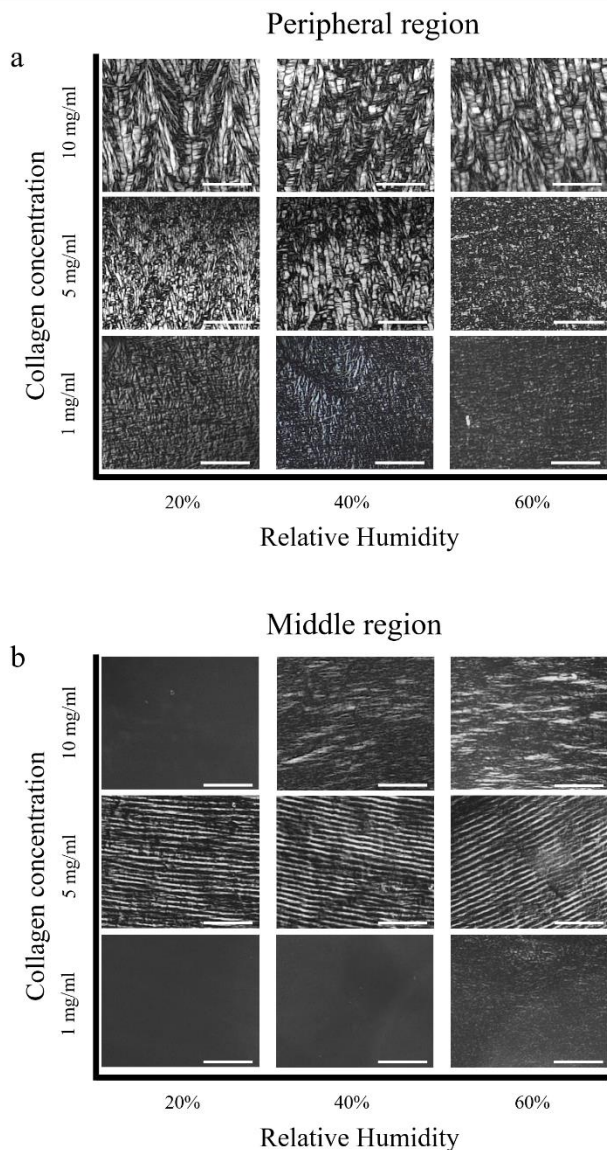 Peripheral region
a
Collagen concentration
10 mg/ml
5 mg/ml
1 mg/ml
20%
40%
60%
Relative Humidity
Middle region
b
Collagen concentration
10 mg/ml
5 mg/ml
1 mg/ml
20%
40%
60%
Relative Humidity